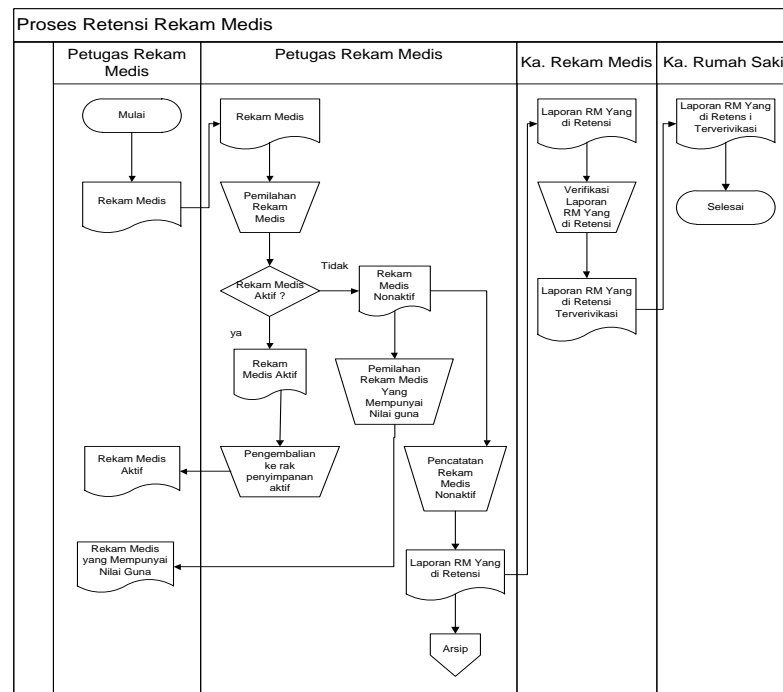 Proses Retensi Rekam Medis
Petugas Rekam
Medis
Petugas Rekam Medis
Ka. Rekam Medis
Ka. Rumah Saki
Mulai
Rekam Medis
Rekam Medis
Pemilahan
Rekam
Medis
Rekam Medis
Aktif ?
Tidak
ya
Rekam
Medis
Nonaktif
Rekam
Medis Aktif
Pemilahan
Rekam Medis
Yang
Mempunyai
Nilai guna
Pengembalian
ke rak
penyimpanan
aktif
Rekam Medis
Aktif
Pencatatan
Rekam
Medis
Nonaktif
Rekam Medis
yang Mempunyai
Nilai Guna
Laporan RM Yang
di Retensi
Arsip
Laporan RM Yang
di Retensi
Verifikasi
Laporan
RM Yang
di Retensi
Laporan RM Yang
di Retensi
Terverivikasi
Laporan RM Yang
di Retens i
Terverivikasi
Selesai